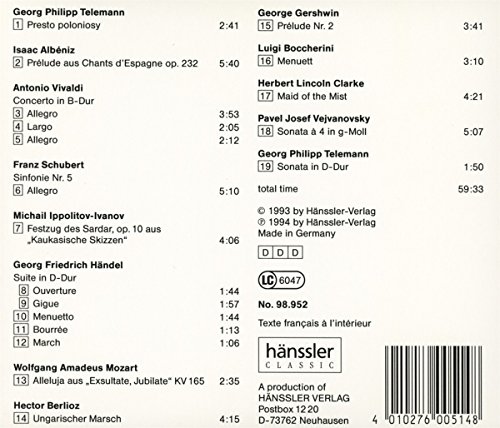 Georg Philipp Telemann
1 Presto poloniosy 2:41
Isaac Albéniz
2 Prélude aus Chants d'Espagne op. 232 5:40
Antonio Vivaldi
Concerto in B-Dur
3 Allegro 3:53
4 Largo 2:05
5 Allegro 2:12
Franz Schubert
Sinfonie Nr. 5
6 Allegro 5:10
Michail Ippolitov-Ivanov
7 Festzug des Sardar, op. 10 aus
„Kaukasische Skizzen" 4:06
Georg Friedrich Händel
Suite in D-Dur
8 Ouverture 1:44
9 Gigue 1:57
10 Menuetto 1:44
11 Bourrée 1:13
12 March 1:06
Wolfgang Amadeus Mozart
13 Alleluja aus „Exsultate, Jubilate" KV 165 2:35
Hector Berlioz
14 Ungarischer Marsch 4:15
George Gershwin
15 Prélude Nr. 2 3:41
Luigi Boccherini
16 Menuett 3:10
Herbert Lincoln Clarke
17 Maid of the Mist 4:21
Pavel Josef Vejvanovsky
18 Sonata à 4 in g-Moll 5:07
Georg Philipp Telemann
19 Sonata in D-Dur 1:50
total time 59:33
© 1993 by Hänssler-Verlag
℗ 1994 by Hänssler-Verlag
Made in Germany
D D D
LC 6047
No. 98.952
Texte français à l'intérieur
hänssler
CLASSIC
A production of
HÄNSSLER VERLAG
Postbox 12 20
D-73762 Neuhausen
4 010276 005148